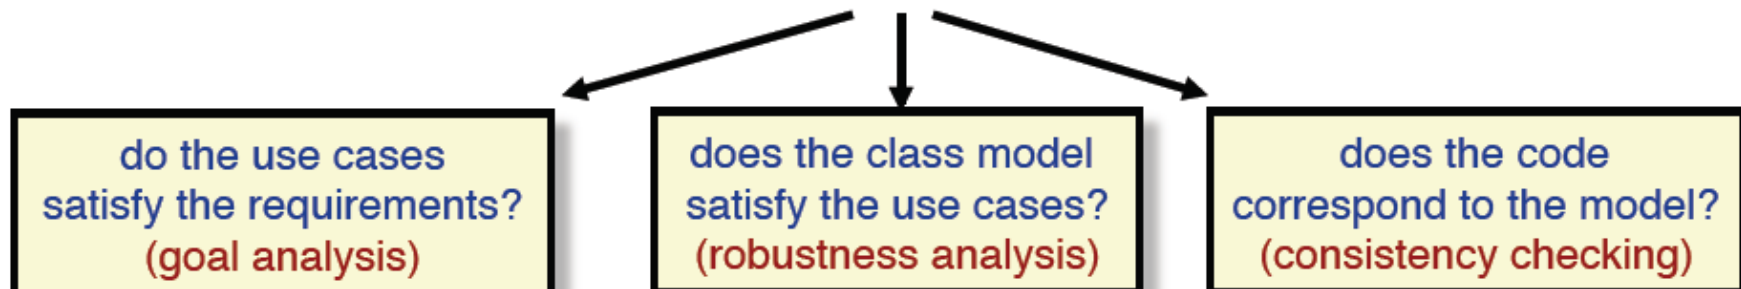 do the use cases
satisfy the requirements?
(goal analysis)
does the class model
satisfy the use cases?
(robustness analysis)
does the code
correspond to the model?
(consistency checking)